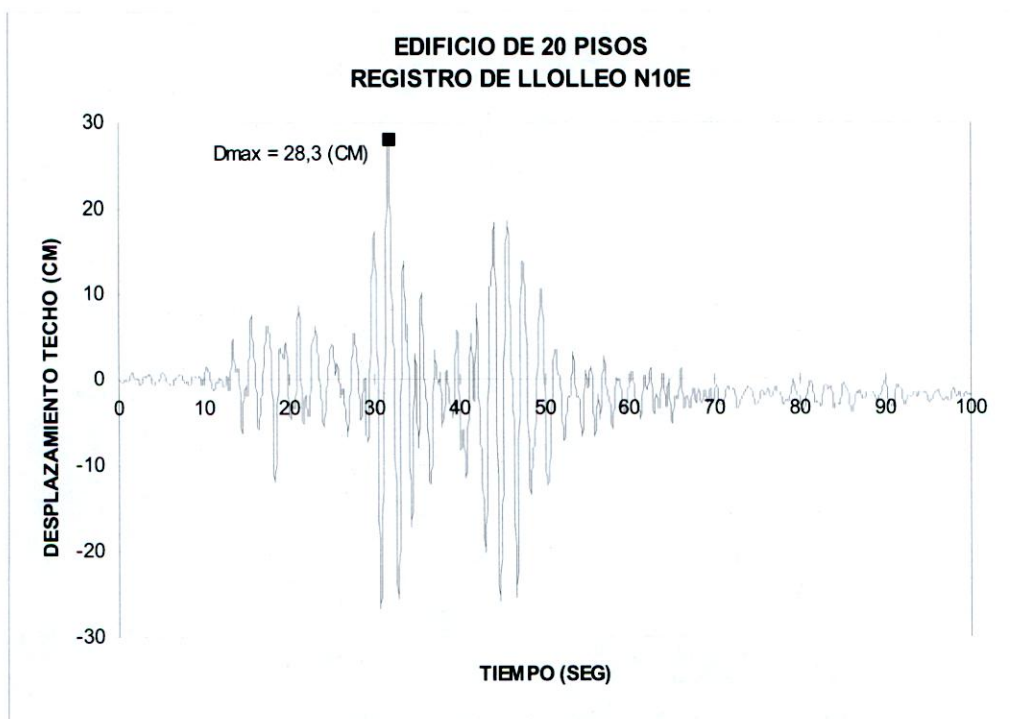 EDIFICIO DE 20 PISOS
REGISTRO DE LLOLLEO N10E
30
Dmax = 28,3 (CM)
20
10
0
-10
-20
-30
DESPLAZAMIENTO TECHO (CM)
0 10 20 30 40 50 60 70 80 90 100
TIEMPO (SEG)